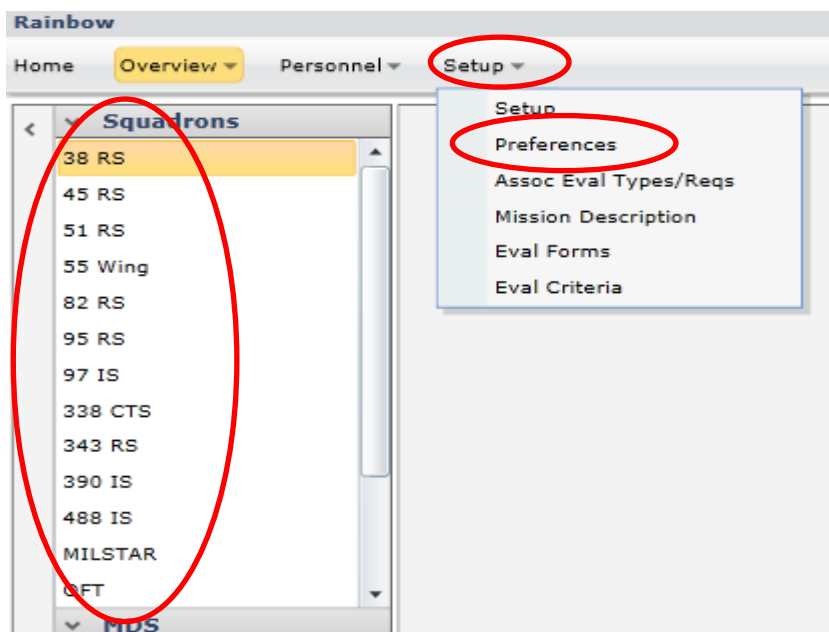 Rainbow
Home Overview Personnel Setup
Squadrons
38 RS
45 RS
51 RS
55 Wing
82 RS
95 RS
97 IS
338 CTS
343 RS
390 IS
488 IS
MILSTAR
OFT
MDS
Setup
Preferences
Assoc Eval Types/Reqs
Mission Description
Eval Forms
Eval Criteria